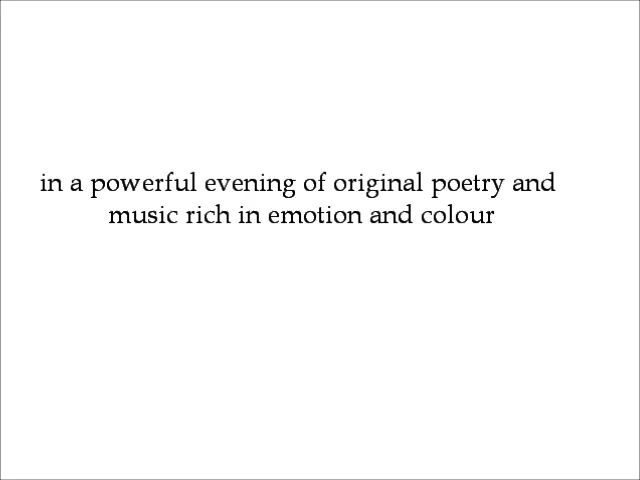 in a powerful evening of original poetry and
music rich in emotion and colour